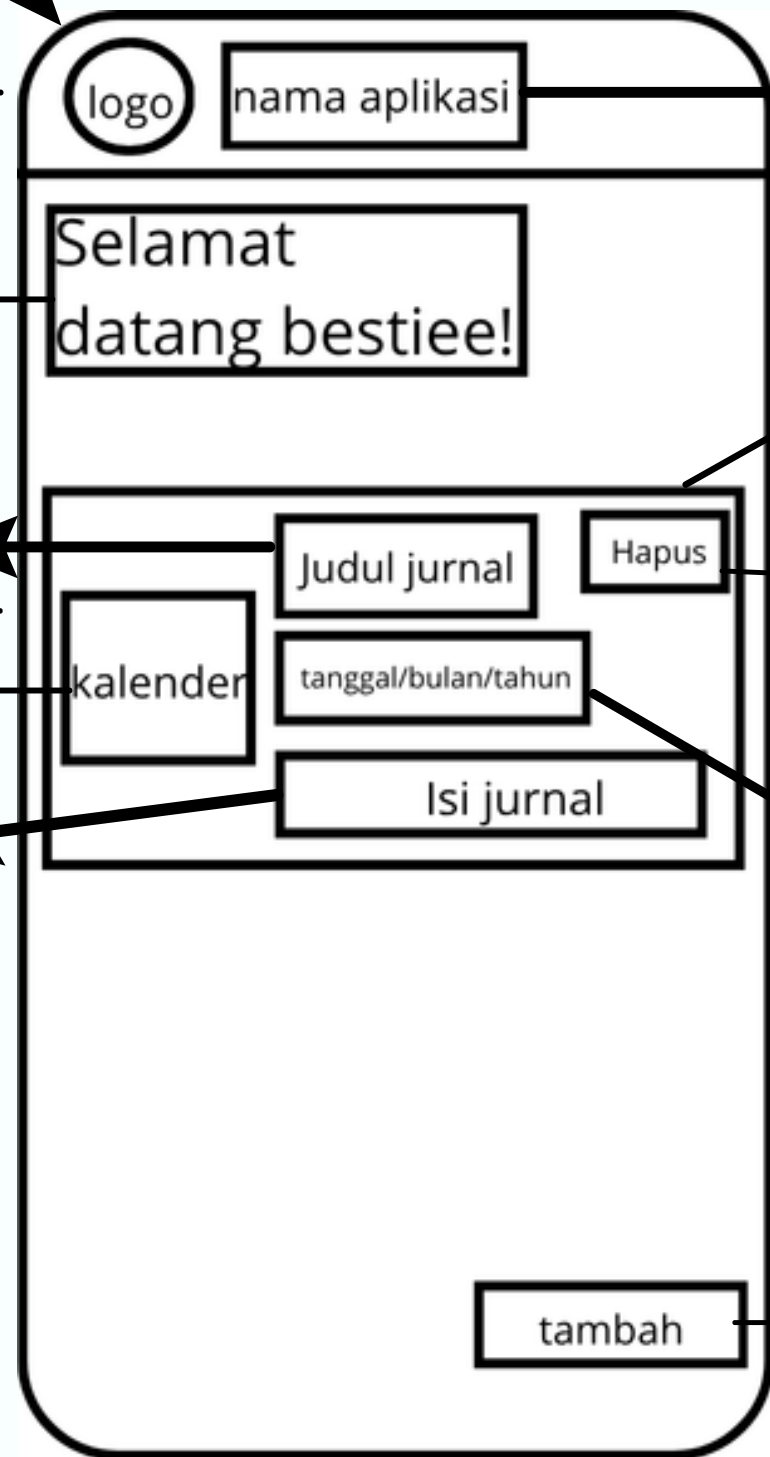 logo
nama aplikasi
Selamat
datang bestiee!
Judul jurnal
Hapus
kalender
tanggal/bulan/tahun
Isi jurnal
tambah